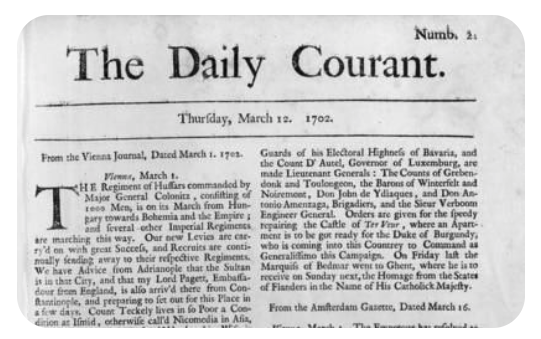 Numb. 2
The Daily Courant.
Thurſday, March 12. 1702.
From the Vienna Journal, Dated March 1. 1702.
Vienna, March 1.
THE Regiment of Huſſars commanded by
Major General Colonitz, conſiſting of
1000 Men, is on its March from Hun-
gary towards Bohemia and the Empire;
and ſeveral other Imperial Regiments
are marching this way. Our new Levies are car-
ry'd on with great Succeſs, and Recruits are conti-
nually ſending away to their reſpective Regiments.
We have Advice from Adrianople that the Sultan
is in that City, and that my Lord Pagett, Embaſſa-
dour from England, is alſo arriv'd there from Con-
ſtantinople, and preparing to ſet out for this Place in
a few days. Count Teckely lives in ſo Poor a Con-
dition at Iſmid, otherwiſe call'd Nicomedia in Aſia,
Guards of his Electoral Highneſs of Bavaria, and
the Count D' Autel, Governor of Luxemburg, are
made Lieutenant Generals: The Counts of Greben-
donk and Toulongeon, the Barons of Winterfelt and
Noiremont, Don John de Ydiaques, and Don An-
tonio Amenzaga, Brigadiers, and the Sieur Verboom
Engineer General. Orders are given for the ſpeedy
repairing the Caſtle of Ter Veur, where an Apart-
ment is to be got ready for the Duke of Burgundy,
who is coming into this Countrey to Command as
Generaliſſimo this Campaign. On Friday laſt the
Marquiſs of Bedmar went to Ghent, where he is to
receive on Sunday next, the Homage from the States
of Flanders in the Name of His Catholick Majeſty.
From the Amſterdam Gazette, Dated March 16.